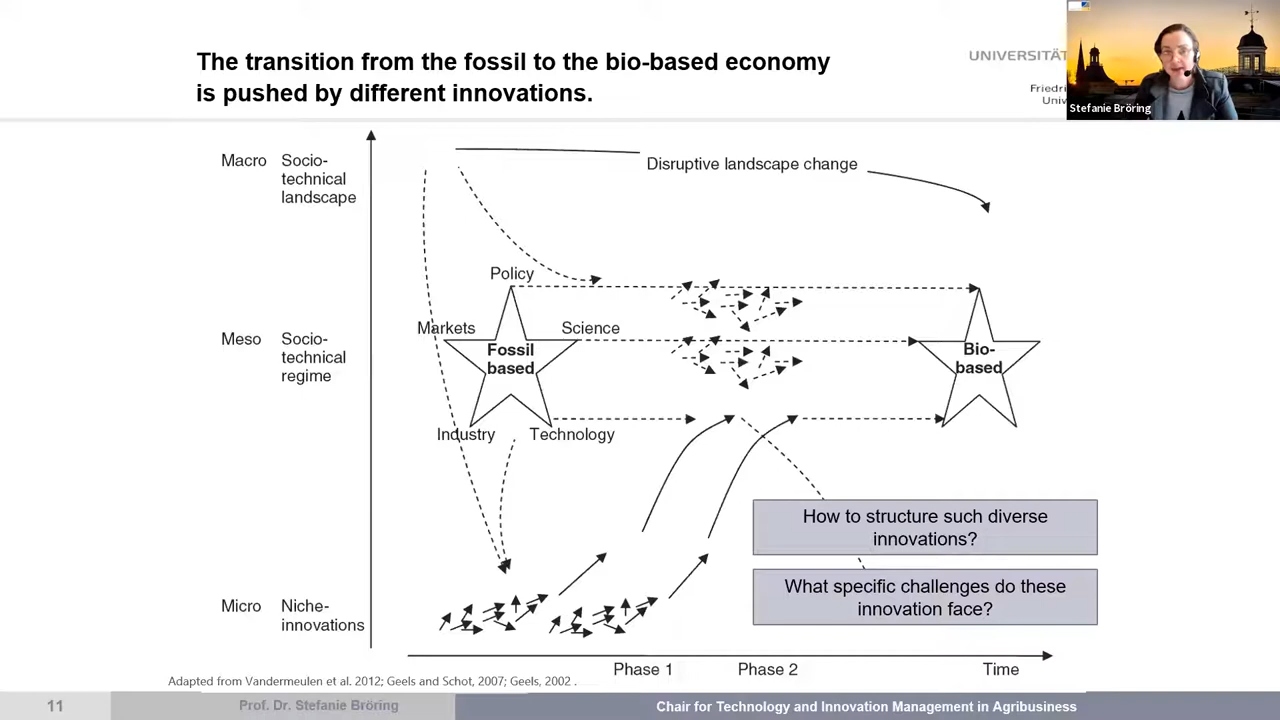 The transition from the fossil to the bio-based economy
is pushed by different innovations.
UNIVERSITÄT
Friedri
Univ
Stefanie Bröring
Macro
Socio-
technical
landscape
Disruptive landscape change
Policy
Markets
Science
Fossil
based
Industry
Technology
Meso
Socio-
technical
regime
Bio-
based
How to structure such diverse
innovations?
What specific challenges do these
innovation face?
Micro
Niche-
innovations
Phase 1
Phase 2
Time
Adapted from Vandermeulen et al. 2012; Geels and Schot, 2007; Geels, 2002 .
11
Prof. Dr. Stefanie Bröring
Chair for Technology and Innovation Management in Agribusiness